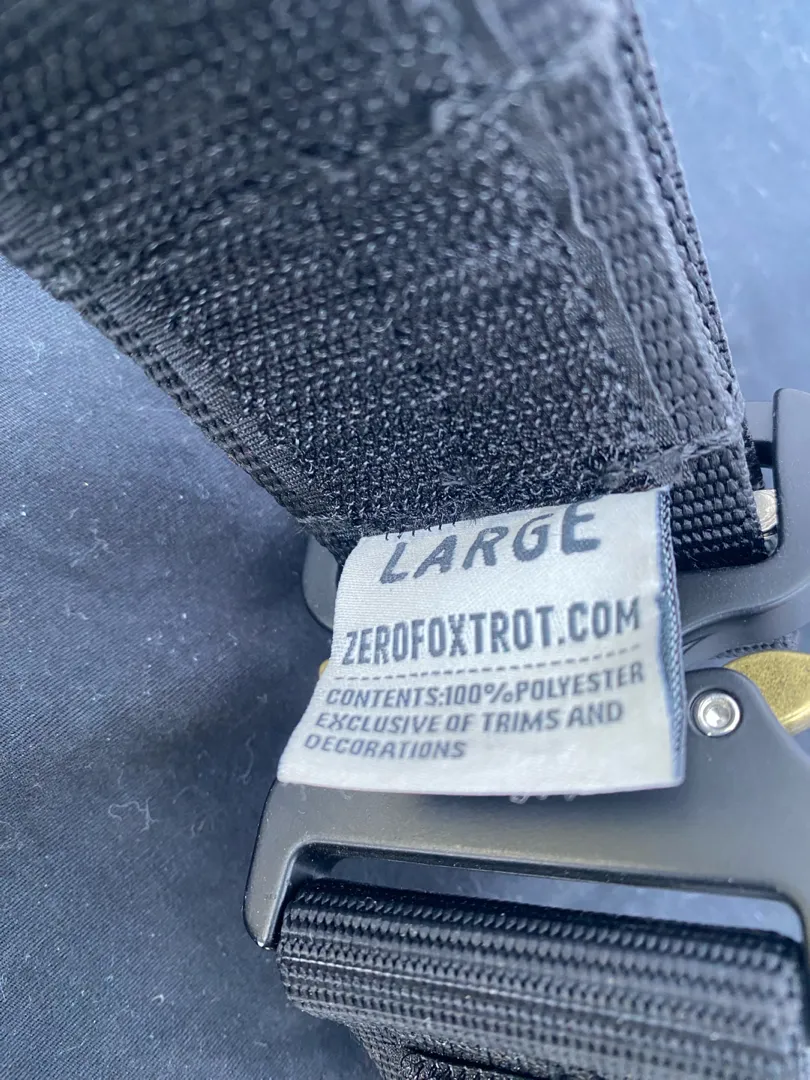 LARGE
ZEROFOXTROT.COM
CONTENTS:100%POLYESTER
EXCLUSIVE OF TRIMS AND
DECORATIONS